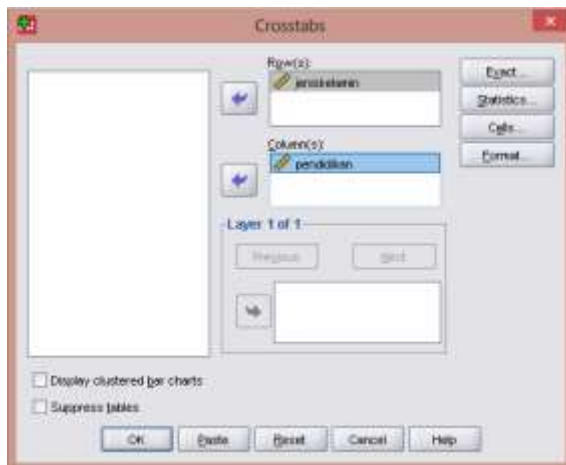 Crosstabs
Row(s):
jeniskelamin
Column(s):
pendidikan
Layer 1 of 1
Previous
Next
Exact...
Statistics...
Cells...
Format...
Display clustered bar charts
Suppress tables
OK
Paste
Reset
Cancel
Help